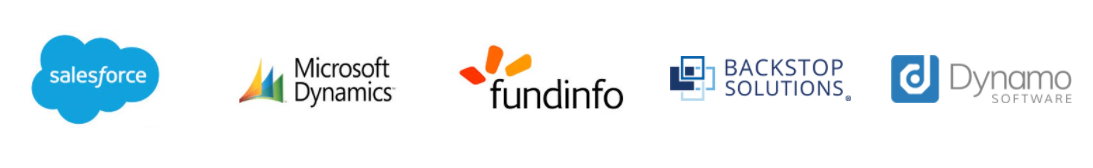 salesforce
Microsoft
Dynamics
fundinfo
BACKSTOP
SOLUTIONS®
Dynamo
SOFTWARE